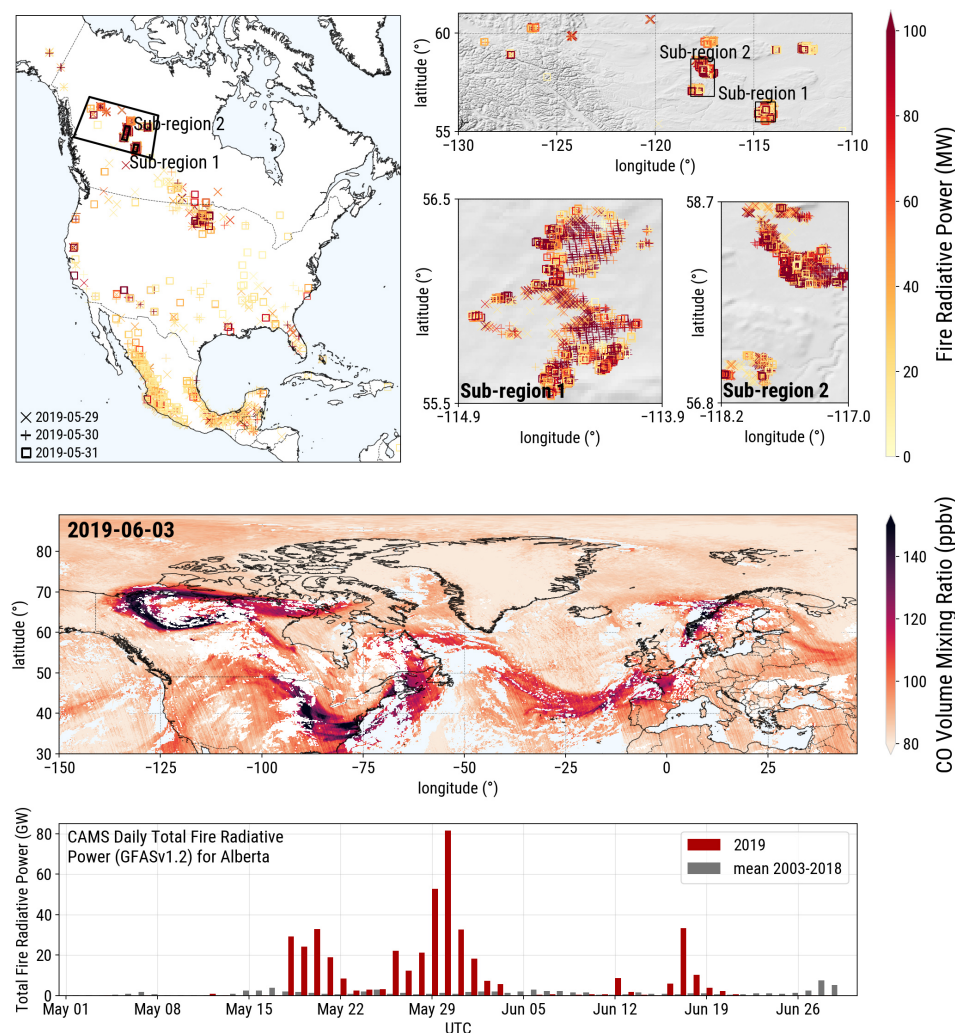 Sub-region 2
Sub-region 1
2019-05-29
2019-05-30
2019-05-31
latitude (°)
60
55
Sub-region 2
Sub-region 1
−130
−125
−120
−115
−110
longitude (°)
latitude (°)
56.5
55.5
Sub-region 1
−114.9
−113.9
longitude (°)
latitude (°)
58.7
56.8
Sub-region 2
−118.2
−117.0
longitude (°)
100
80
60
40
20
0
Fire Radiative Power (MW)
2019-06-03
latitude (°)
80
70
60
50
40
30
−150
−125
−100
−75
−50
−25
0
25
longitude (°)
140
120
100
80
CO Volume Mixing Ratio (ppbv)
Total Fire Radiative Power (GW)
80
60
40
20
0
CAMS Daily Total Fire Radiative
Power (GFASv1.2) for Alberta
2019
mean 2003-2018
May 01
May 08
May 15
May 22
May 29
Jun 05
Jun 12
Jun 19
Jun 26
UTC